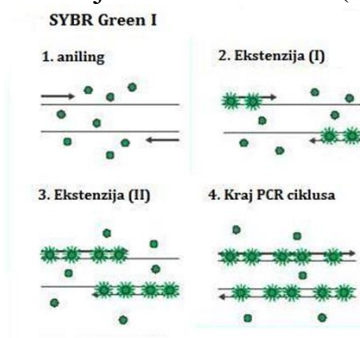 SYBR Green I
1. aniling
2. Ekstenzija (I)
3. Ekstenzija (II)
4. Kraj PCR ciklusa